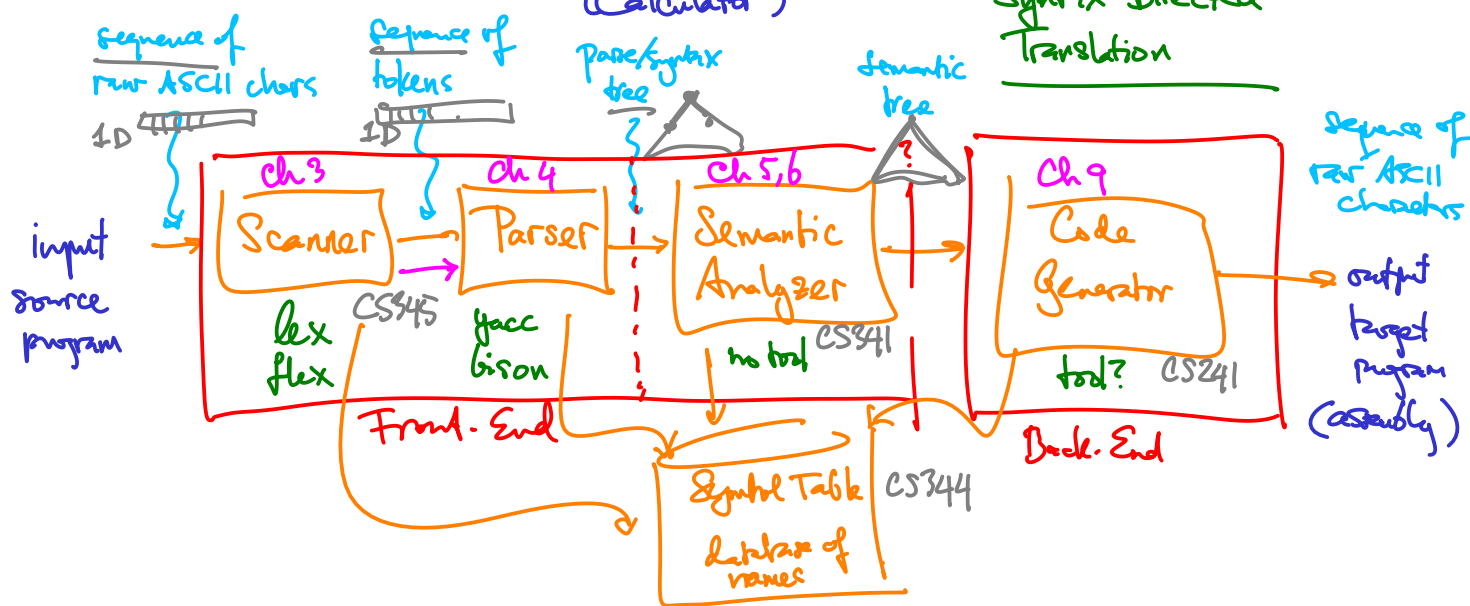 (Calculator)
Directed
Translation
sequence of
raw ASCII chars
1D
sequence of
tokens
1D
parse/syntax
tree
semantic
tree
?
sequence of
raw ASCII
characters
input
source
program
Ch 3
Scanner
CS345
lex
flex
Ch 4
Parser
yacc
bison
Ch 5,6
Semantic
Analyzer
CS341
no tool
Ch 9
Code
Generator
CS241
tool?
output
target
program
(assembly)
Front-End
Back-End
Symbol Table
database of
names
CS344